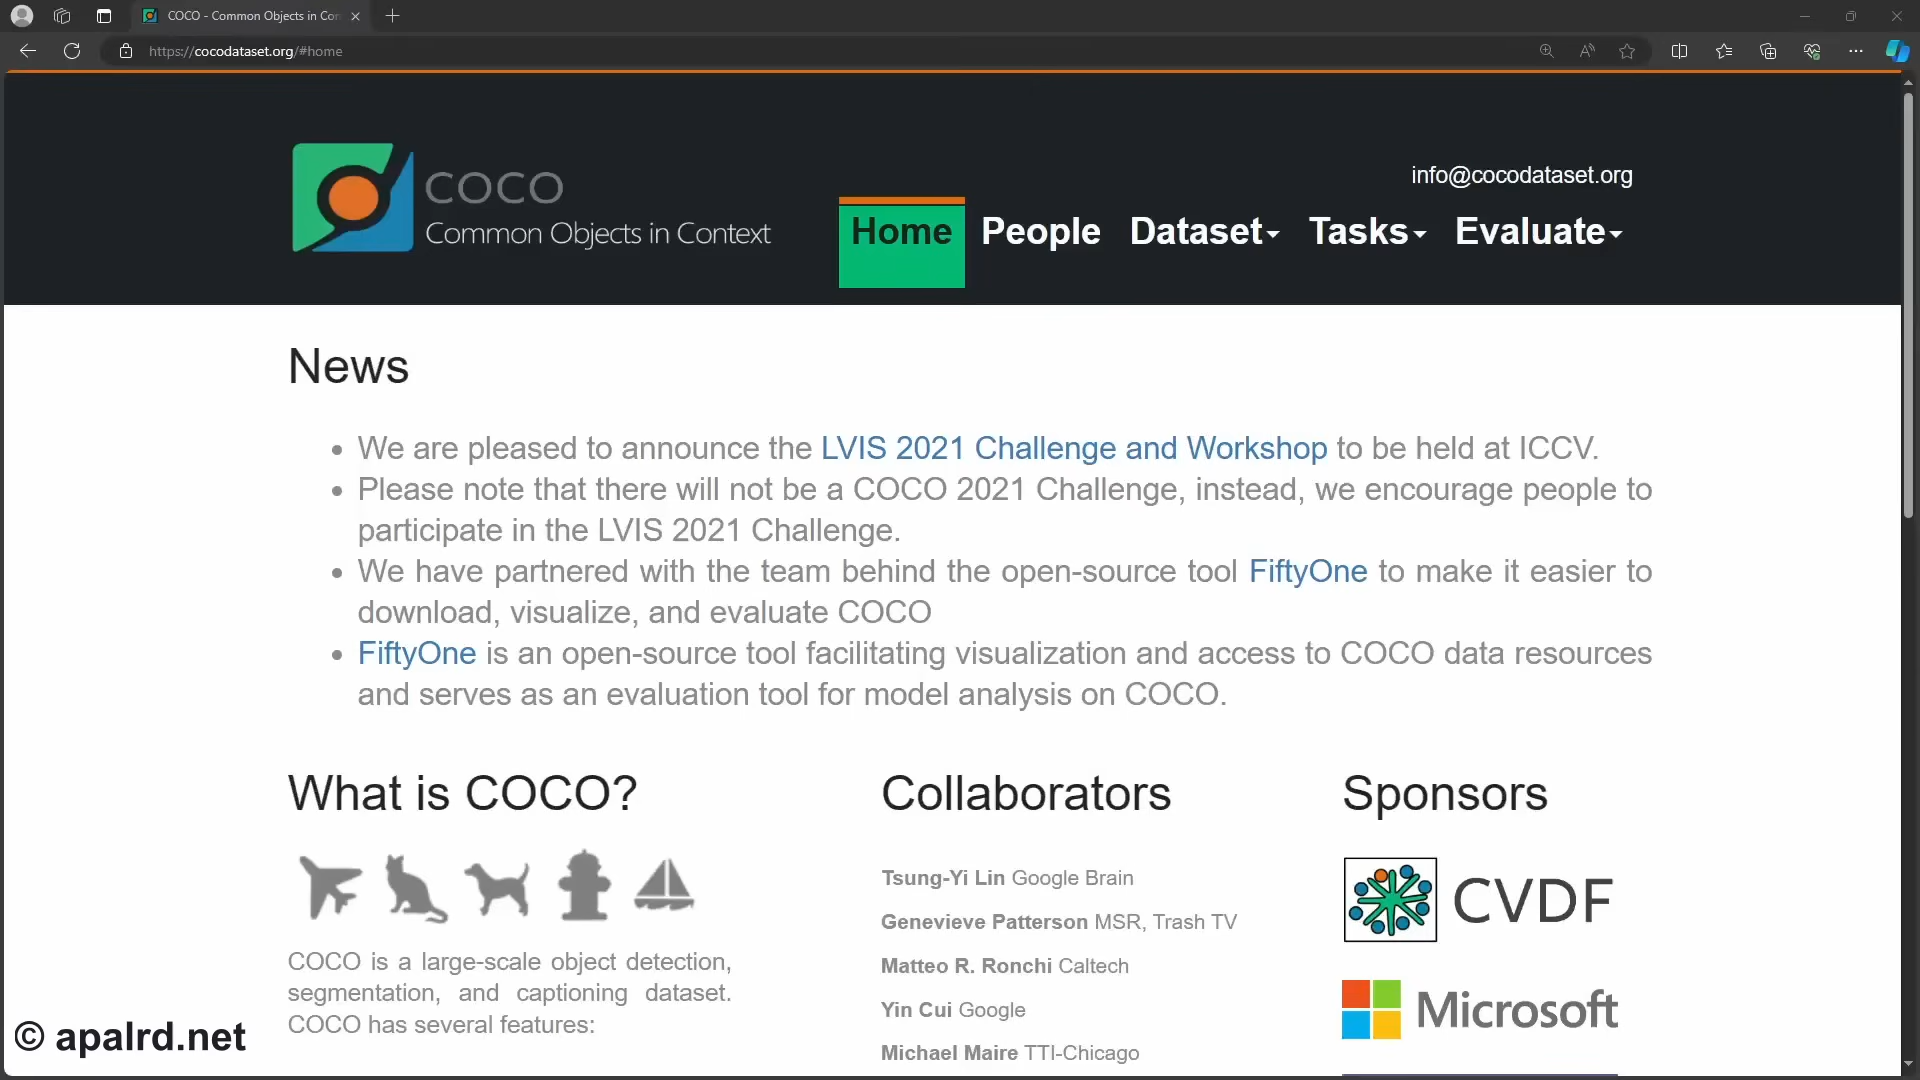 COCO - Common Objects in Con
https://cocodataset.org/#home
COCO
Common Objects in Context
info@cocodataset.org
Home People Dataset Tasks Evaluate
News
We are pleased to announce the LVIS 2021 Challenge and Workshop to be held at ICCV.
Please note that there will not be a COCO 2021 Challenge, instead, we encourage people to
participate in the LVIS 2021 Challenge.
We have partnered with the team behind the open-source tool FiftyOne to make it easier to
download, visualize, and evaluate COCO
FiftyOne is an open-source tool facilitating visualization and access to COCO data resources
and serves as an evaluation tool for model analysis on COCO.
What is COCO?
COCO is a large-scale object detection,
segmentation, and captioning dataset.
COCO has several features:
Collaborators
Tsung-Yi Lin Google Brain
Genevieve Patterson MSR, Trash TV
Matteo R. Ronchi Caltech
Yin Cui Google
Michael Maire TTI-Chicago
Sponsors
CVDF
Microsoft
© apalrd.net